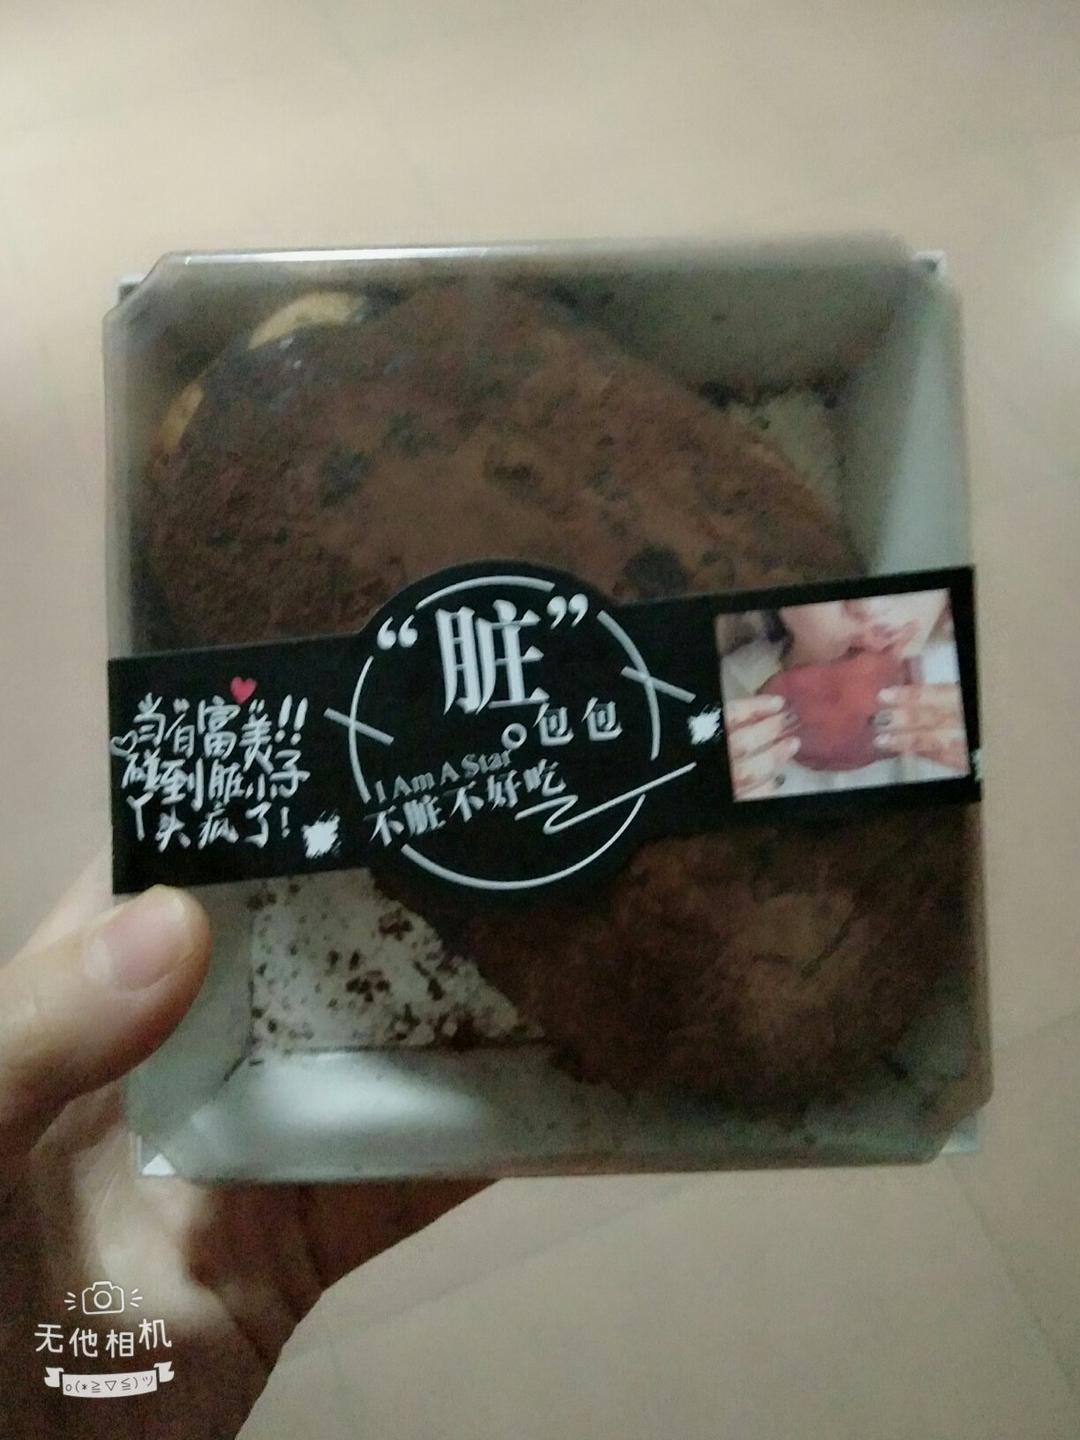 当"白富美"!!
碰到脏小子
丫头疯了!
“脏”
包包
I Am A Star
不脏不好吃
无他相机
o(*≧▽≦)ツ